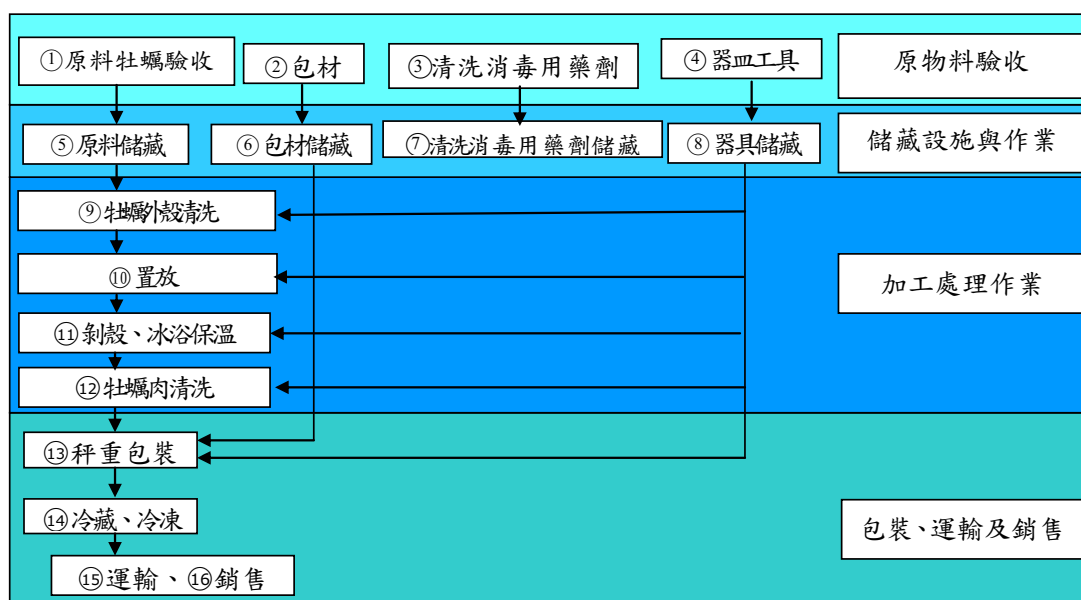 ①原料牡蠣驗收
②包材
③清洗消毒用藥劑
④器皿工具
原物料驗收
⑤原料儲藏
⑥包材儲藏
⑦清洗消毒用藥劑儲藏
⑧器具儲藏
儲藏設施與作業
⑨牡蠣外殼清洗
⑩置放
⑪剝殼、冰浴保溫
⑫牡蠣肉清洗
加工處理作業
⑬秤重包裝
⑭冷藏、冷凍
⑮運輸、⑯銷售
包裝、運輸及銷售